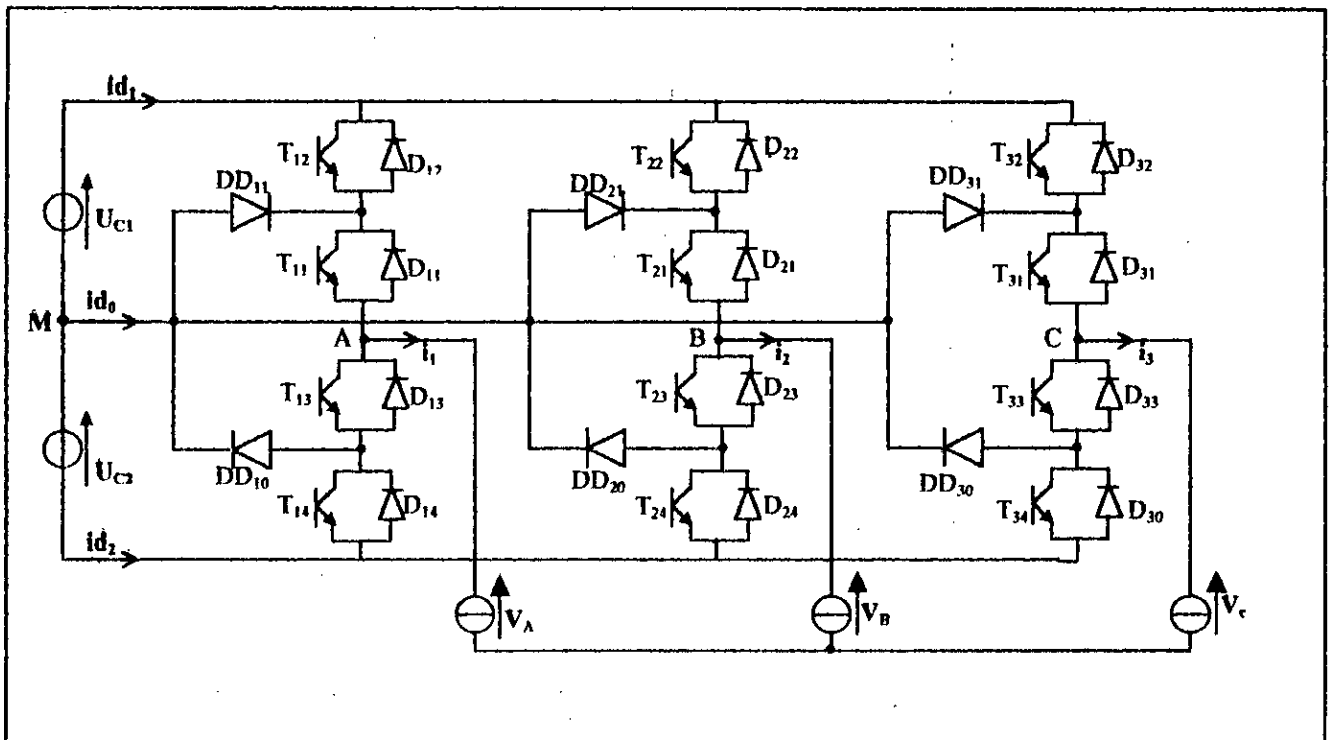 id₁
T₁₂
D₁₂
T₂₂
D₂₂
T₃₂
D₃₂
DD₁₁
DD₂₁
DD₃₁
U_C1
T₁₁
D₁₁
T₂₁
D₂₁
T₃₁
D₃₁
id₀
M
A
i₁
B
i₂
C
i₃
T₁₃
D₁₃
T₂₃
D₂₃
T₃₃
D₃₃
U_C2
DD₁₀
DD₂₀
DD₃₀
T₁₄
D₁₄
T₂₄
D₂₄
T₃₄
D₃₀
id₂
V_A
V_B
V_c